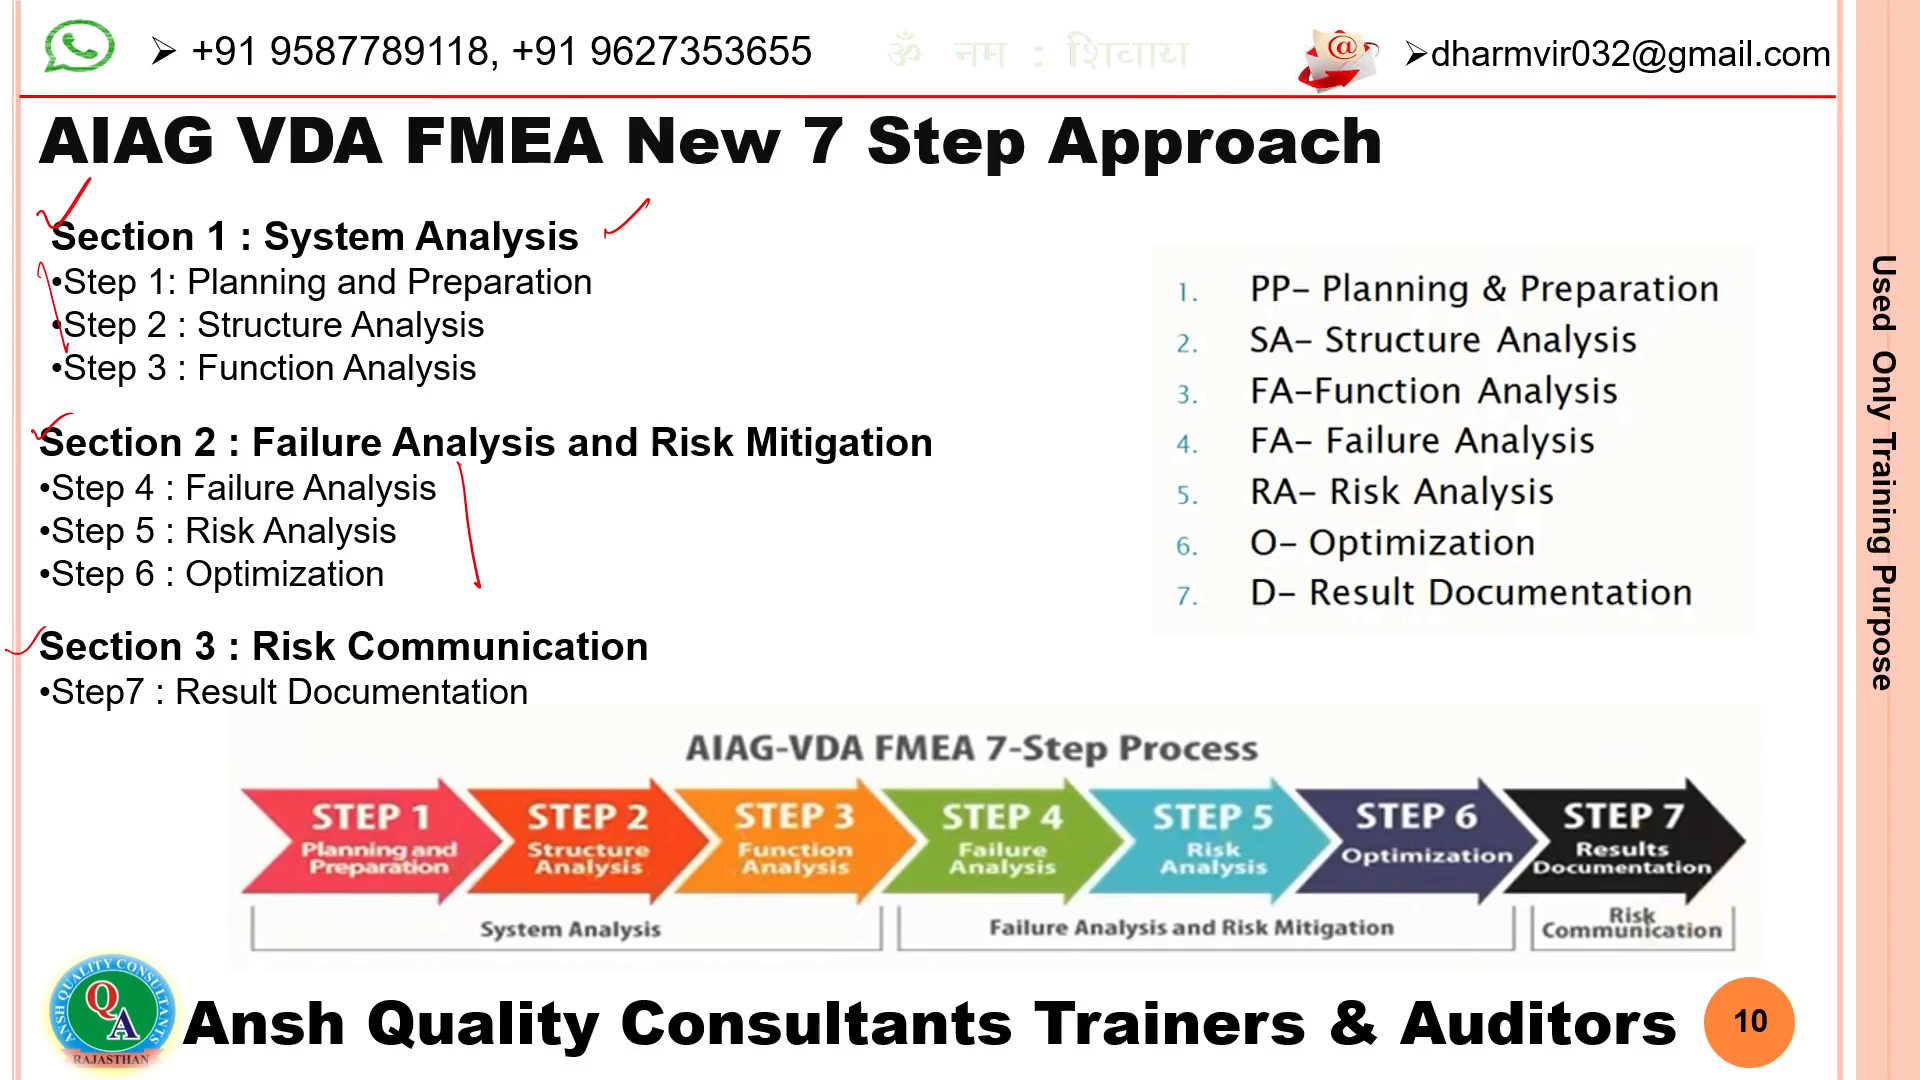 ➢ +91 9587789118, +91 9627353655
ॐ नम : शिवाय
➢dharmvir032@gmail.com
AIAG VDA FMEA New 7 Step Approach
Section 1 : System Analysis
•Step 1: Planning and Preparation
•Step 2 : Structure Analysis
•Step 3 : Function Analysis
Section 2 : Failure Analysis and Risk Mitigation
•Step 4 : Failure Analysis
•Step 5 : Risk Analysis
•Step 6 : Optimization
Section 3 : Risk Communication
•Step7 : Result Documentation
1. PP– Planning & Preparation
2. SA– Structure Analysis
3. FA–Function Analysis
4. FA– Failure Analysis
5. RA– Risk Analysis
6. O– Optimization
7. D– Result Documentation
AIAG-VDA FMEA 7-Step Process
STEP 1
Planning and
Preparation
STEP 2
Structure
Analysis
STEP 3
Function
Analysis
STEP 4
Failure
Analysis
STEP 5
Risk
Analysis
STEP 6
Optimization
STEP 7
Results
Documentation
System Analysis
Failure Analysis and Risk Mitigation
Risk
Communication
ANSH QUALITY CONSULTANTS
QA
RAJASTHAN
Ansh Quality Consultants Trainers & Auditors
10
Used Only Training Purpose